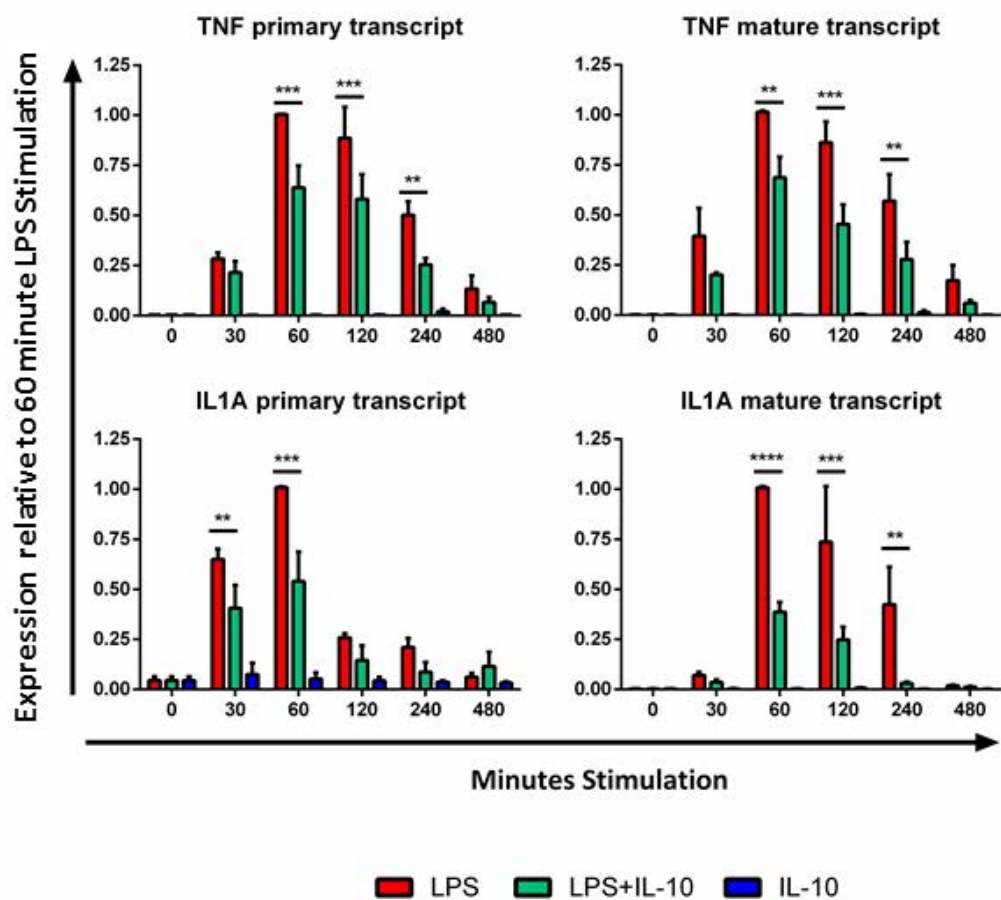 Expression relative to 60 minute LPS Stimulation
TNF primary transcript
1.25
1.00
0.75
0.50
0.25
0.00
*** *** **
0 30 60 120 240 480
TNF mature transcript
1.25
1.00
0.75
0.50
0.25
0.00
** *** **
0 30 60 120 240 480
IL1A primary transcript
1.25
1.00
0.75
0.50
0.25
0.00
** ***
0 30 60 120 240 480
IL1A mature transcript
1.25
1.00
0.75
0.50
0.25
0.00
**** *** **
0 30 60 120 240 480
Minutes Stimulation
LPS LPS+IL-10 IL-10